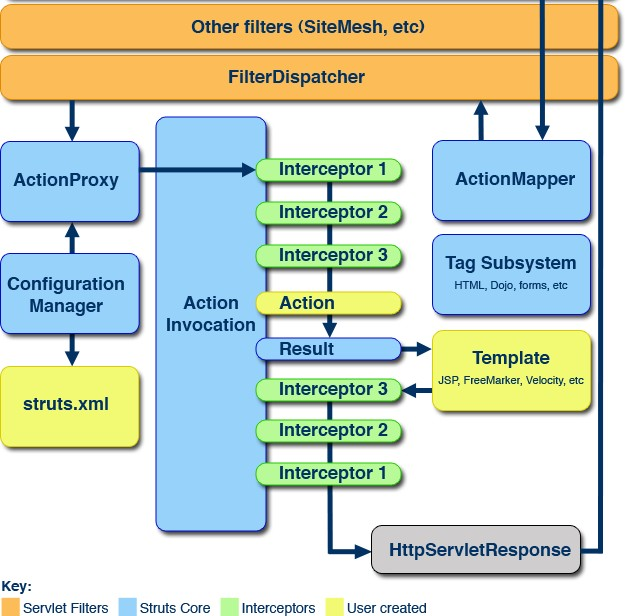 Other filters (SiteMesh, etc)
FilterDispatcher
ActionProxy
Interceptor 1
ActionMapper
Interceptor 2
Interceptor 3
Tag Subsystem
HTML, Dojo, forms, etc
Configuration
Manager
Action
Invocation
Action
Result
Template
JSP, FreeMarker, Velocity, etc
struts.xml
Interceptor 3
Interceptor 2
Interceptor 1
HttpServletResponse
Key:
Servlet Filters
Struts Core
Interceptors
User created